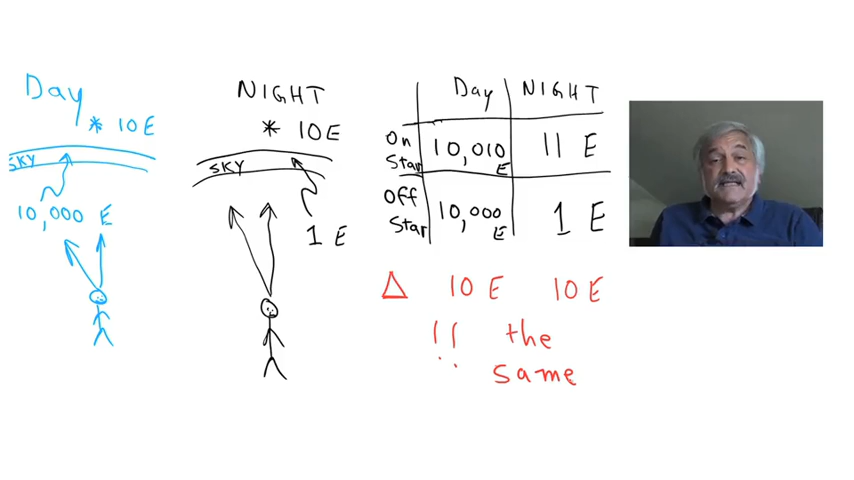 Day
* 10 E
SKY
10,000 E
NIGHT
* 10 E
SKY
1 E
Day NIGHT
On Star 10,010 E 11 E
Off Star 10,000 E 1 E
Δ 10 E 10 E
!! the
same